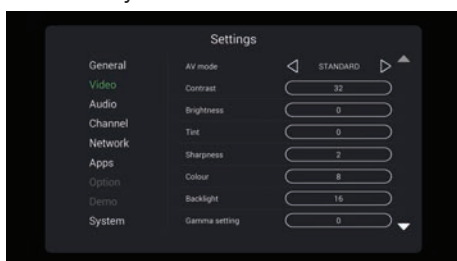 Settings
General
Video
Audio
Channel
Network
Apps
Option
Demo
System
AV mode STANDARD
Contrast 32
Brightness 0
Tint 0
Sharpness 2
Colour 8
Backlight 16
Gamma setting 0